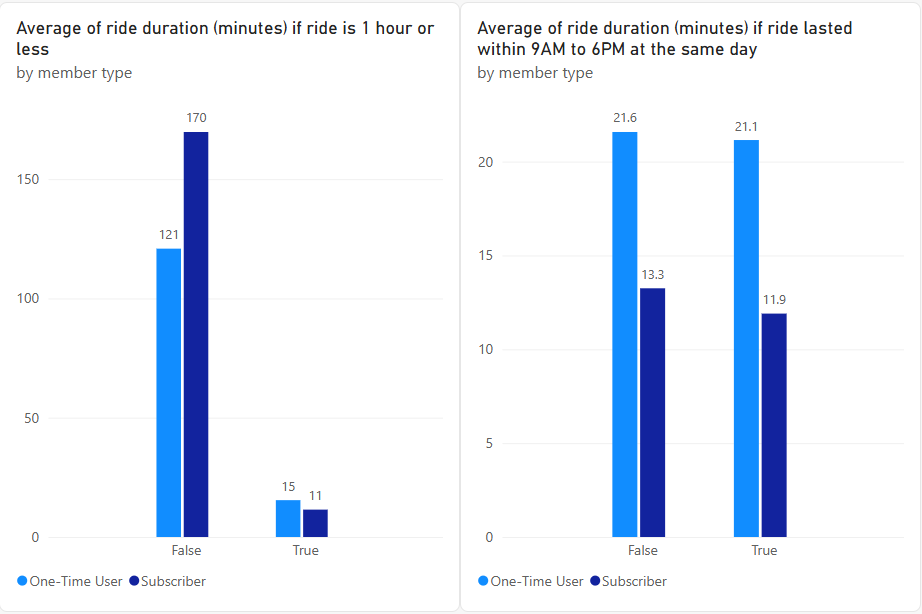 Average of ride duration (minutes) if ride is 1 hour or
less
by member type
170
150
121
100
50
15
11
0
False
True
One-Time User
Subscriber
Average of ride duration (minutes) if ride lasted
within 9AM to 6PM at the same day
by member type
21.6
21.1
20
15
13.3
11.9
10
5
0
False
True
One-Time User
Subscriber